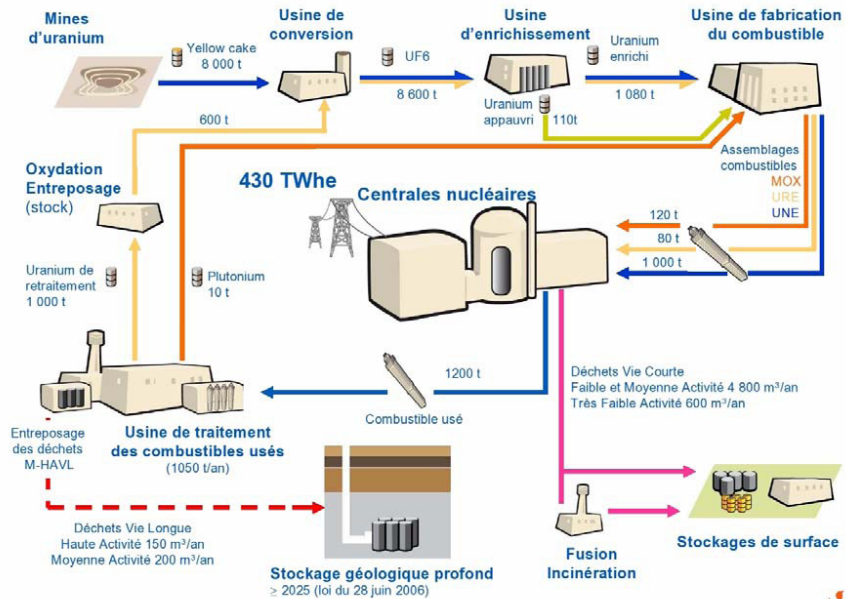 Mines
d'uranium
Yellow cake
8 000 t
Usine de
conversion
UF6
8 600 t
Usine
d'enrichissement
Uranium
appauvri
110t
Uranium
enrichi
1 080 t
Usine de fabrication
du combustible
600 t
Oxydation
Entreposage
(stock)
430 TWhe
Centrales nucléaires
Assemblages
combustibles
MOX
URE
UNE
120 t
80 t
1 000 t
Uranium de
retraitement
1 000 t
Plutonium
10 t
1200 t
Combustible usé
Déchets Vie Courte
Faible et Moyenne Activité 4 800 m³/an
Très Faible Activité 600 m³/an
Entreposage
des déchets
M-HAVL
Usine de traitement
des combustibles usés
(1050 t/an)
Déchets Vie Longue
Haute Activité 150 m³/an
Moyenne Activité 200 m³/an
Stockage géologique profond
≥ 2025 (loi du 28 juin 2006)
Fusion
Incinération
Stockages de surface